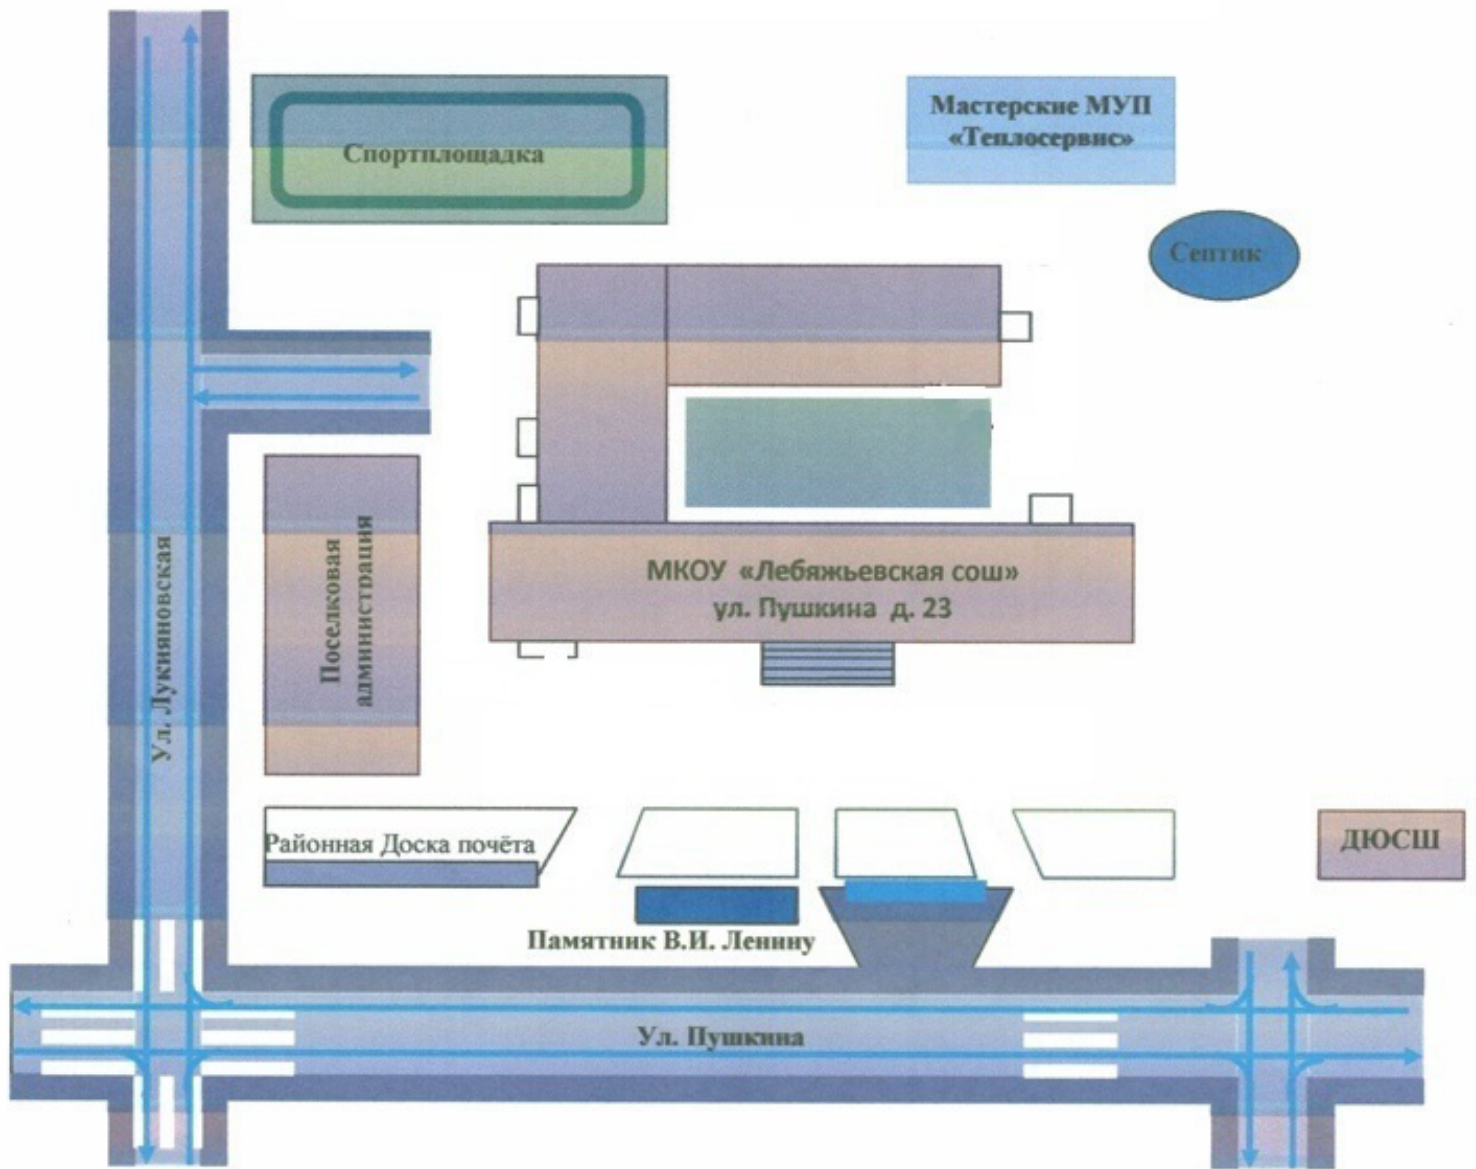 Мастерские МУП
«Теплосервис»
Спортплощадка
Септик
Ул. Лукияновская
Поселковая
администрация
МКОУ «Лебяжьевская сош»
ул. Пушкина д. 23
Районная Доска почёта
ДЮСШ
Памятник В.И. Ленину
Ул. Пушкина